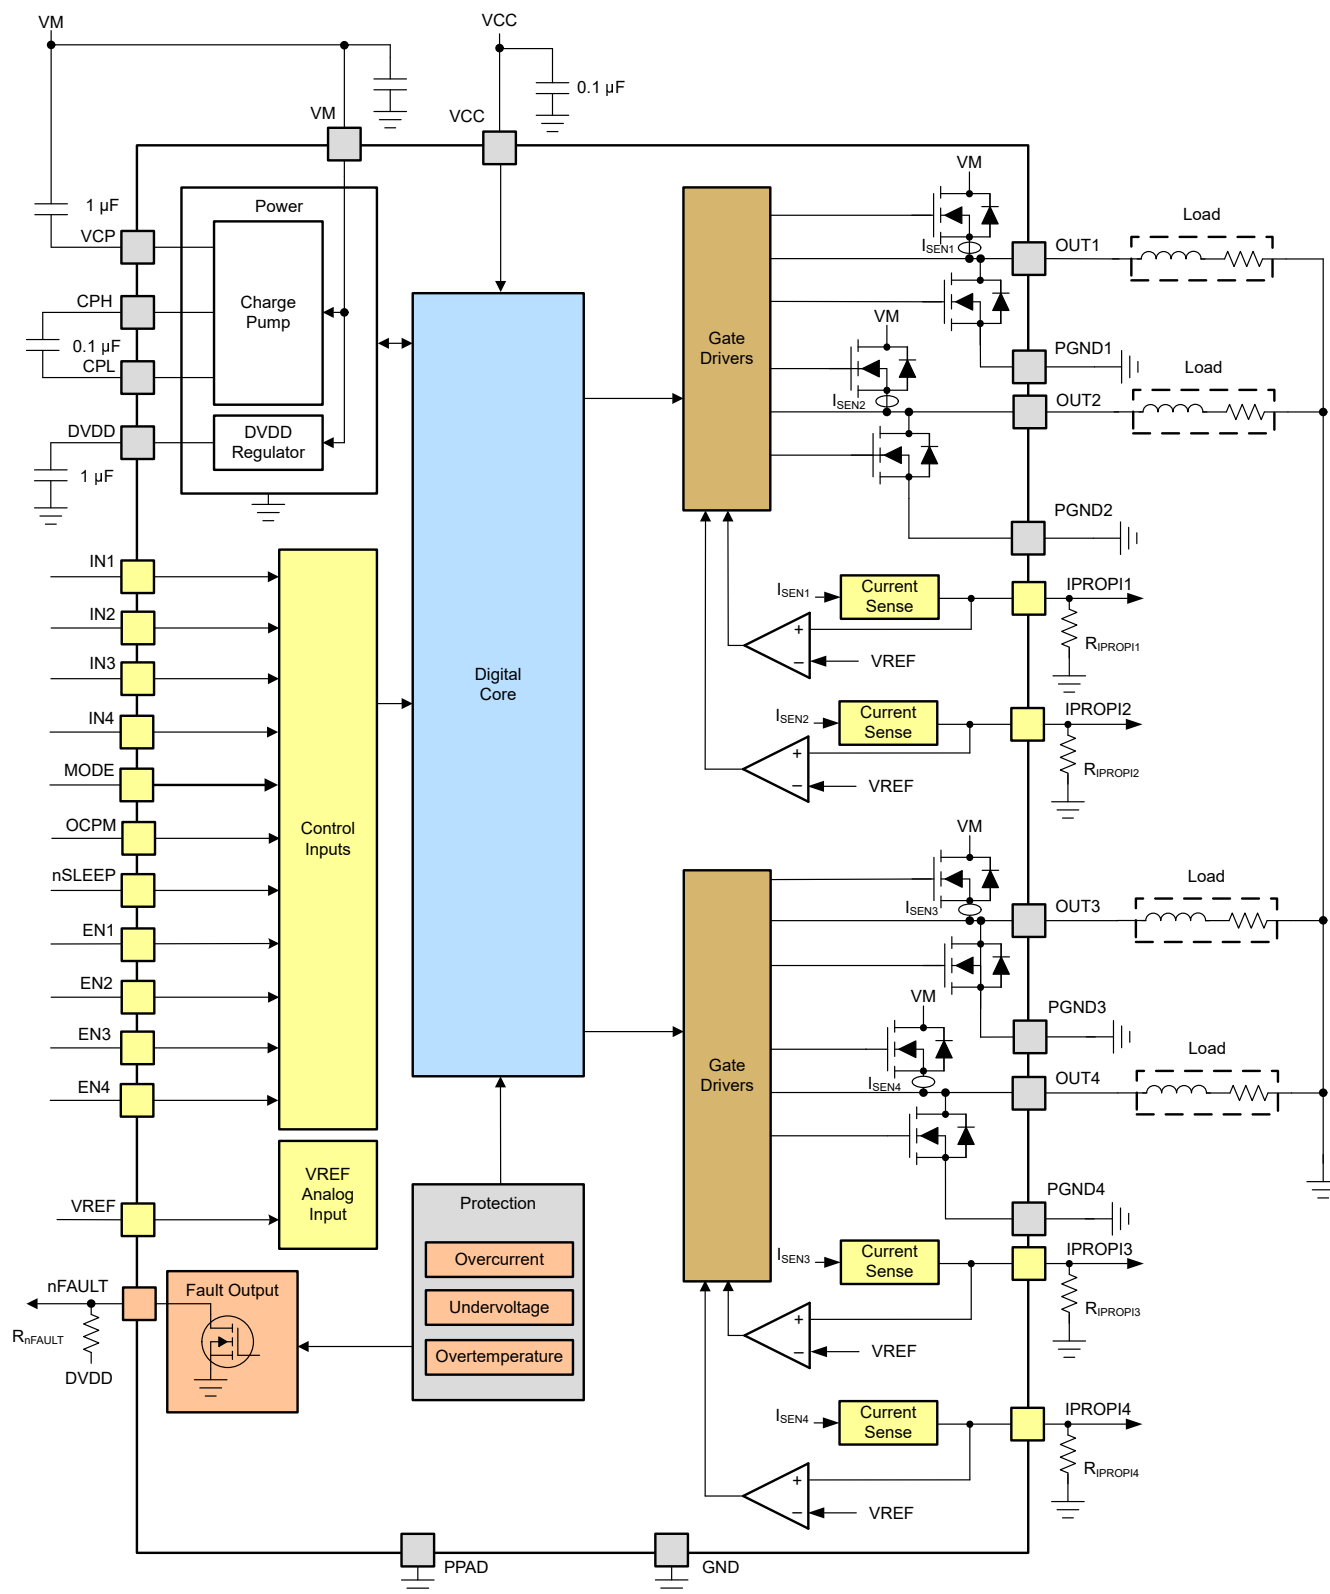 VM
VCC
0.1 µF
VM
VCC
1 µF
Power
VCP
CPH
Charge
Pump
0.1 µF
CPL
DVDD
DVDD
Regulator
1 µF
IN1
IN2
IN3
IN4
MODE
OCPM
nSLEEP
EN1
EN2
EN3
EN4
Control
Inputs
VREF
VREF
Analog
Input
nFAULT
RnFAULT
DVDD
Fault Output
Digital
Core
Protection
Overcurrent
Undervoltage
Overtemperature
Gate
Drivers
VM
ISEN1
OUT1
Load
VM
PGND1
ISEN2
OUT2
Load
PGND2
ISEN1
Current
Sense
IPROPI1
RIPROPI1
VREF
+
−
ISEN2
Current
Sense
IPROPI2
RIPROPI2
VREF
+
−
Gate
Drivers
VM
ISEN3
OUT3
Load
VM
PGND3
ISEN4
OUT4
Load
PGND4
ISEN3
Current
Sense
IPROPI3
RIPROPI3
VREF
+
−
ISEN4
Current
Sense
IPROPI4
RIPROPI4
VREF
+
−
PPAD
GND